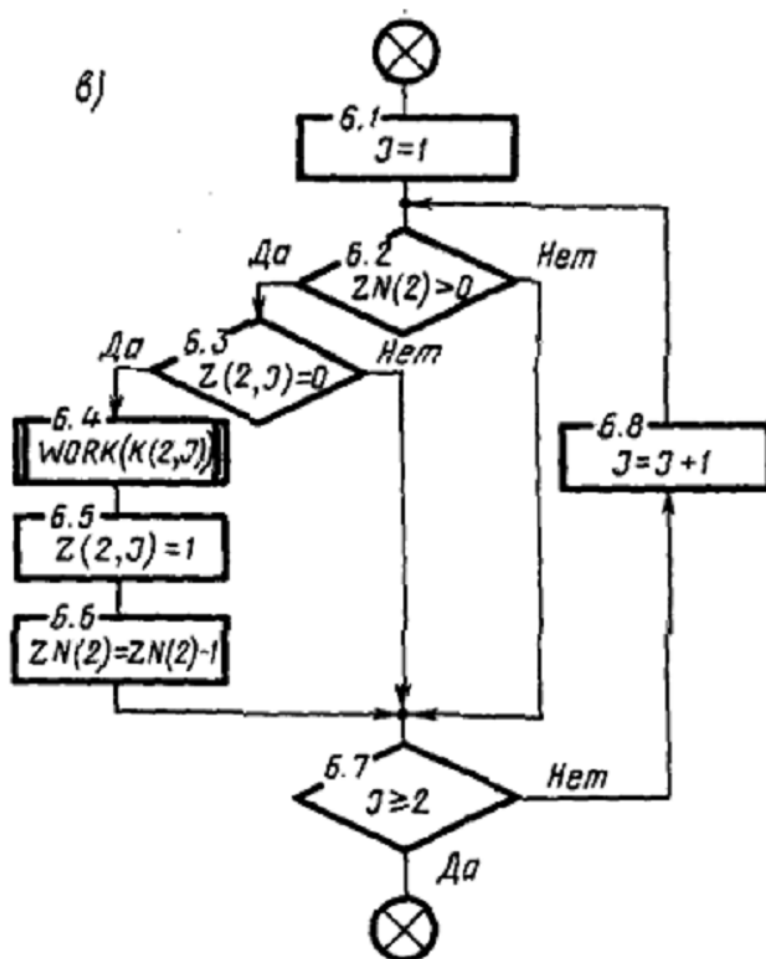 в)
6.1
J=1
6.2
Да
Нет
ZN(2)>0
6.3
Да
Нет
Z(2,J)=0
6.4
WORK(K(2,J))
6.8
J=J+1
6.5
Z(2,J)=1
6.6
ZN(2)=ZN(2)-1
6.7
Нет
J≥2
Да